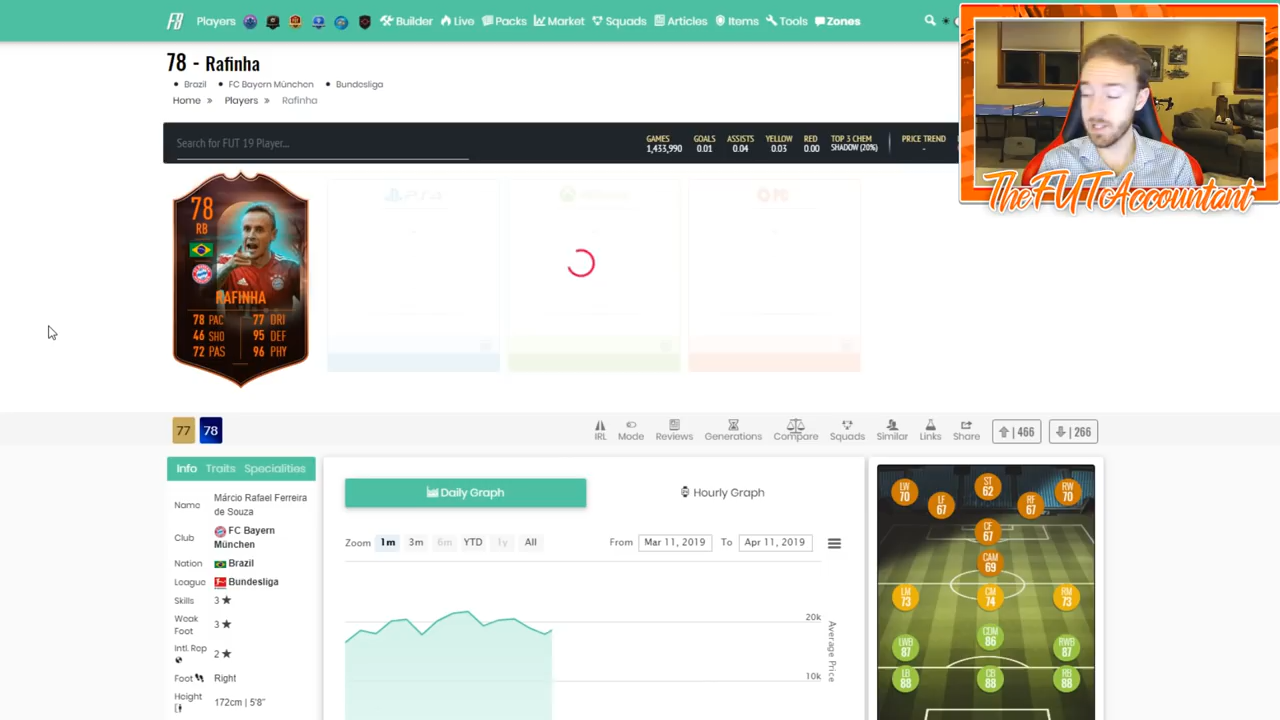 F8 Players Builder Live Packs Market Squads Articles Items Tools Zones
78 - Rafinha
Brazil FC Bayern München Bundesliga
Home » Players » Rafinha
Search for FUT 19 Player...
GAMES GOALS ASSISTS YELLOW RED TOP 3 CHEM PRICE TREND
1,433,990 0.01 0.04 0.03 0.00 SHADOW (20%) -
TheFUTAccountant
78
RB
RAFINHA
78 PAC 77 DRI
46 SHO 95 DEF
72 PAS 96 PHY
PS4
77 78
IRL Mode Reviews Generations Compare Squads Similar Links Share 466 266
Info Traits Specialities
Name Márcio Rafael Ferreira de Souza
Club FC Bayern München
Nation Brazil
League Bundesliga
Skills 3
Weak Foot 3
Intl. Rep 2
Foot Right
Height 172cm | 5'8"
Daily Graph Hourly Graph
Zoom 1m 3m 6m YTD 1y All From Mar 11, 2019 To Apr 11, 2019
20k
10k
Average Price
LW 70 ST 62 RW 70
LF 67 RF 67
CF 67
CAM 69
LM 73 CM 74 RM 73
CDM 86
LWB 87 RWB 87
LB 88 CB 88 RB 88